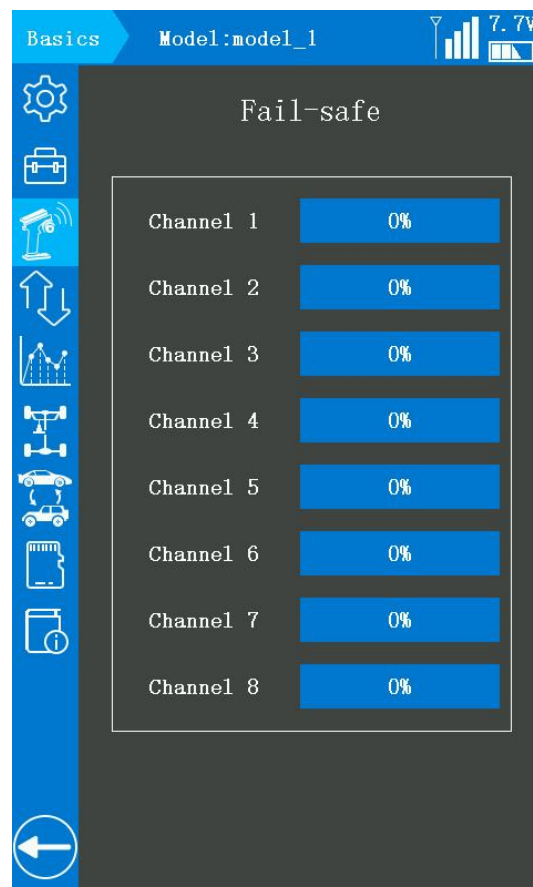 Basics
Model:model_1
7.7V
Fail-safe
Channel 1 0%
Channel 2 0%
Channel 3 0%
Channel 4 0%
Channel 5 0%
Channel 6 0%
Channel 7 0%
Channel 8 0%